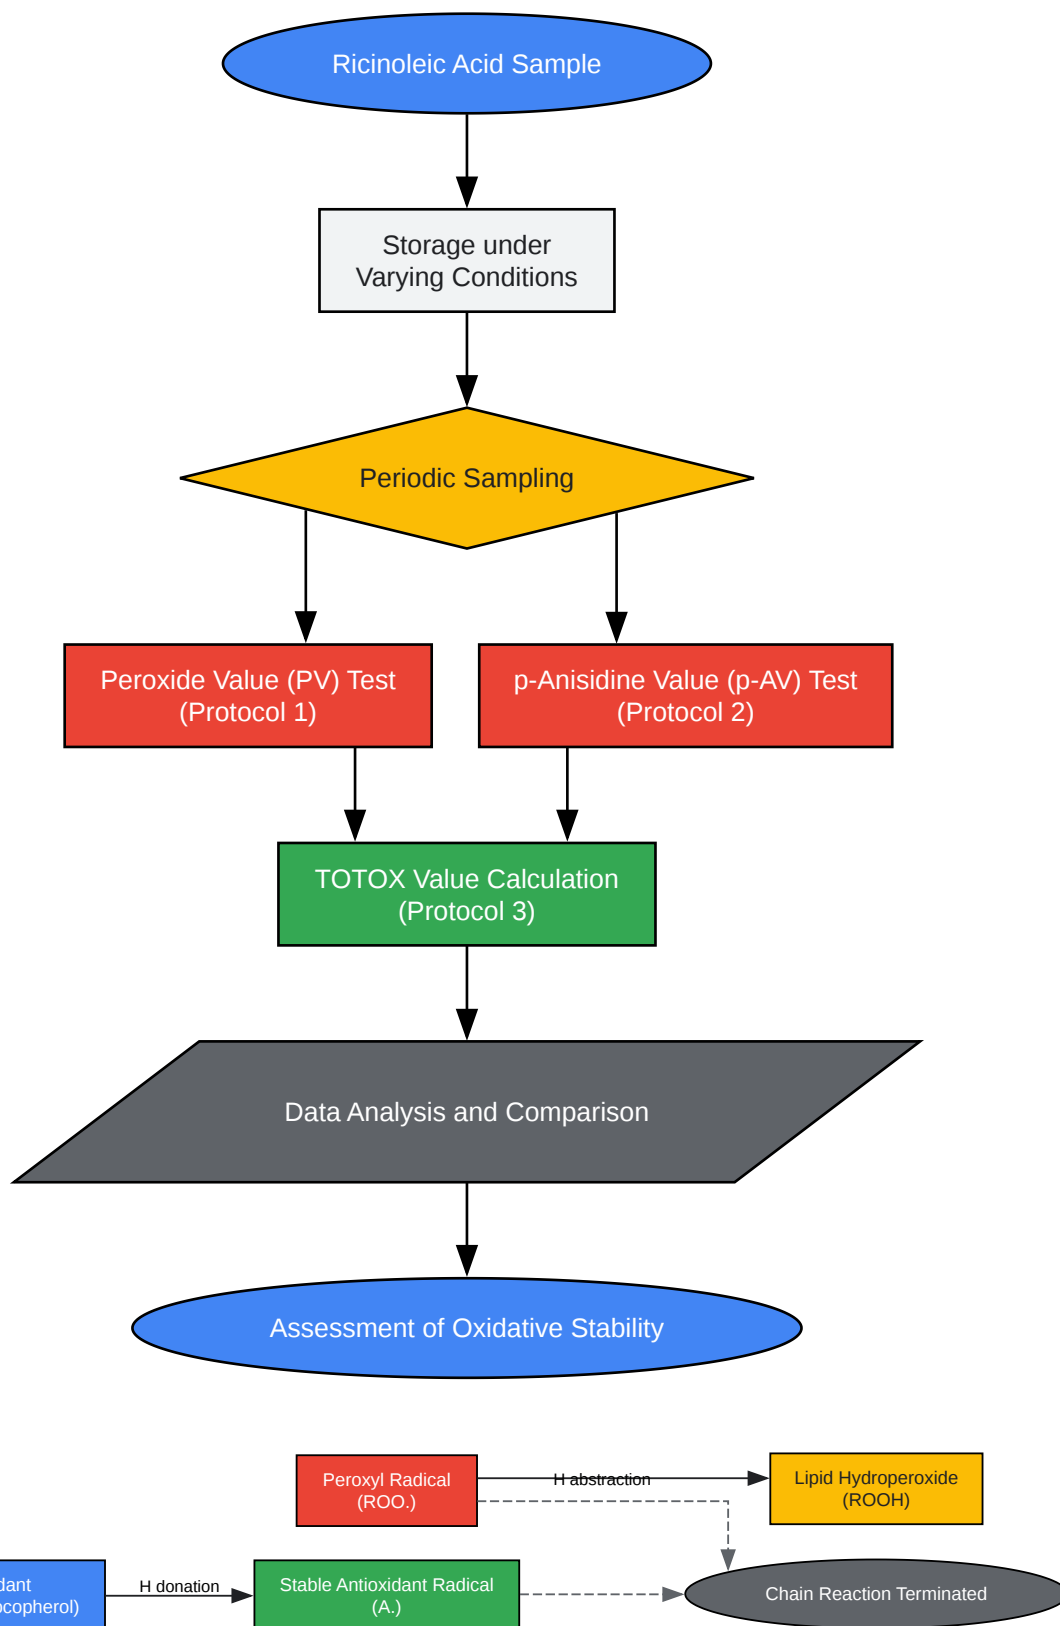 Ricinoleic Acid Sample
Storage under
Varying Conditions
Periodic Sampling
Peroxide Value (PV) Test
(Protocol 1)
p-Anisidine Value (p-AV) Test
(Protocol 2)
TOTOX Value Calculation
(Protocol 3)
Data Analysis and Comparison
Assessment of Oxidative Stability
Peroxyl Radical
(ROO.)
H abstraction
Lipid Hydroperoxide
(ROOH)
H donation
Stable Antioxidant Radical
(A.)
Chain Reaction Terminated